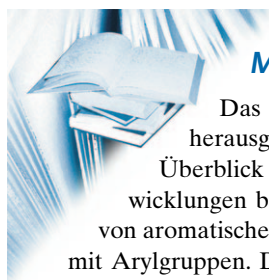 M
Das
herausg
Überblick
wicklungen b
von aromatische
mit Arylgruppen. D